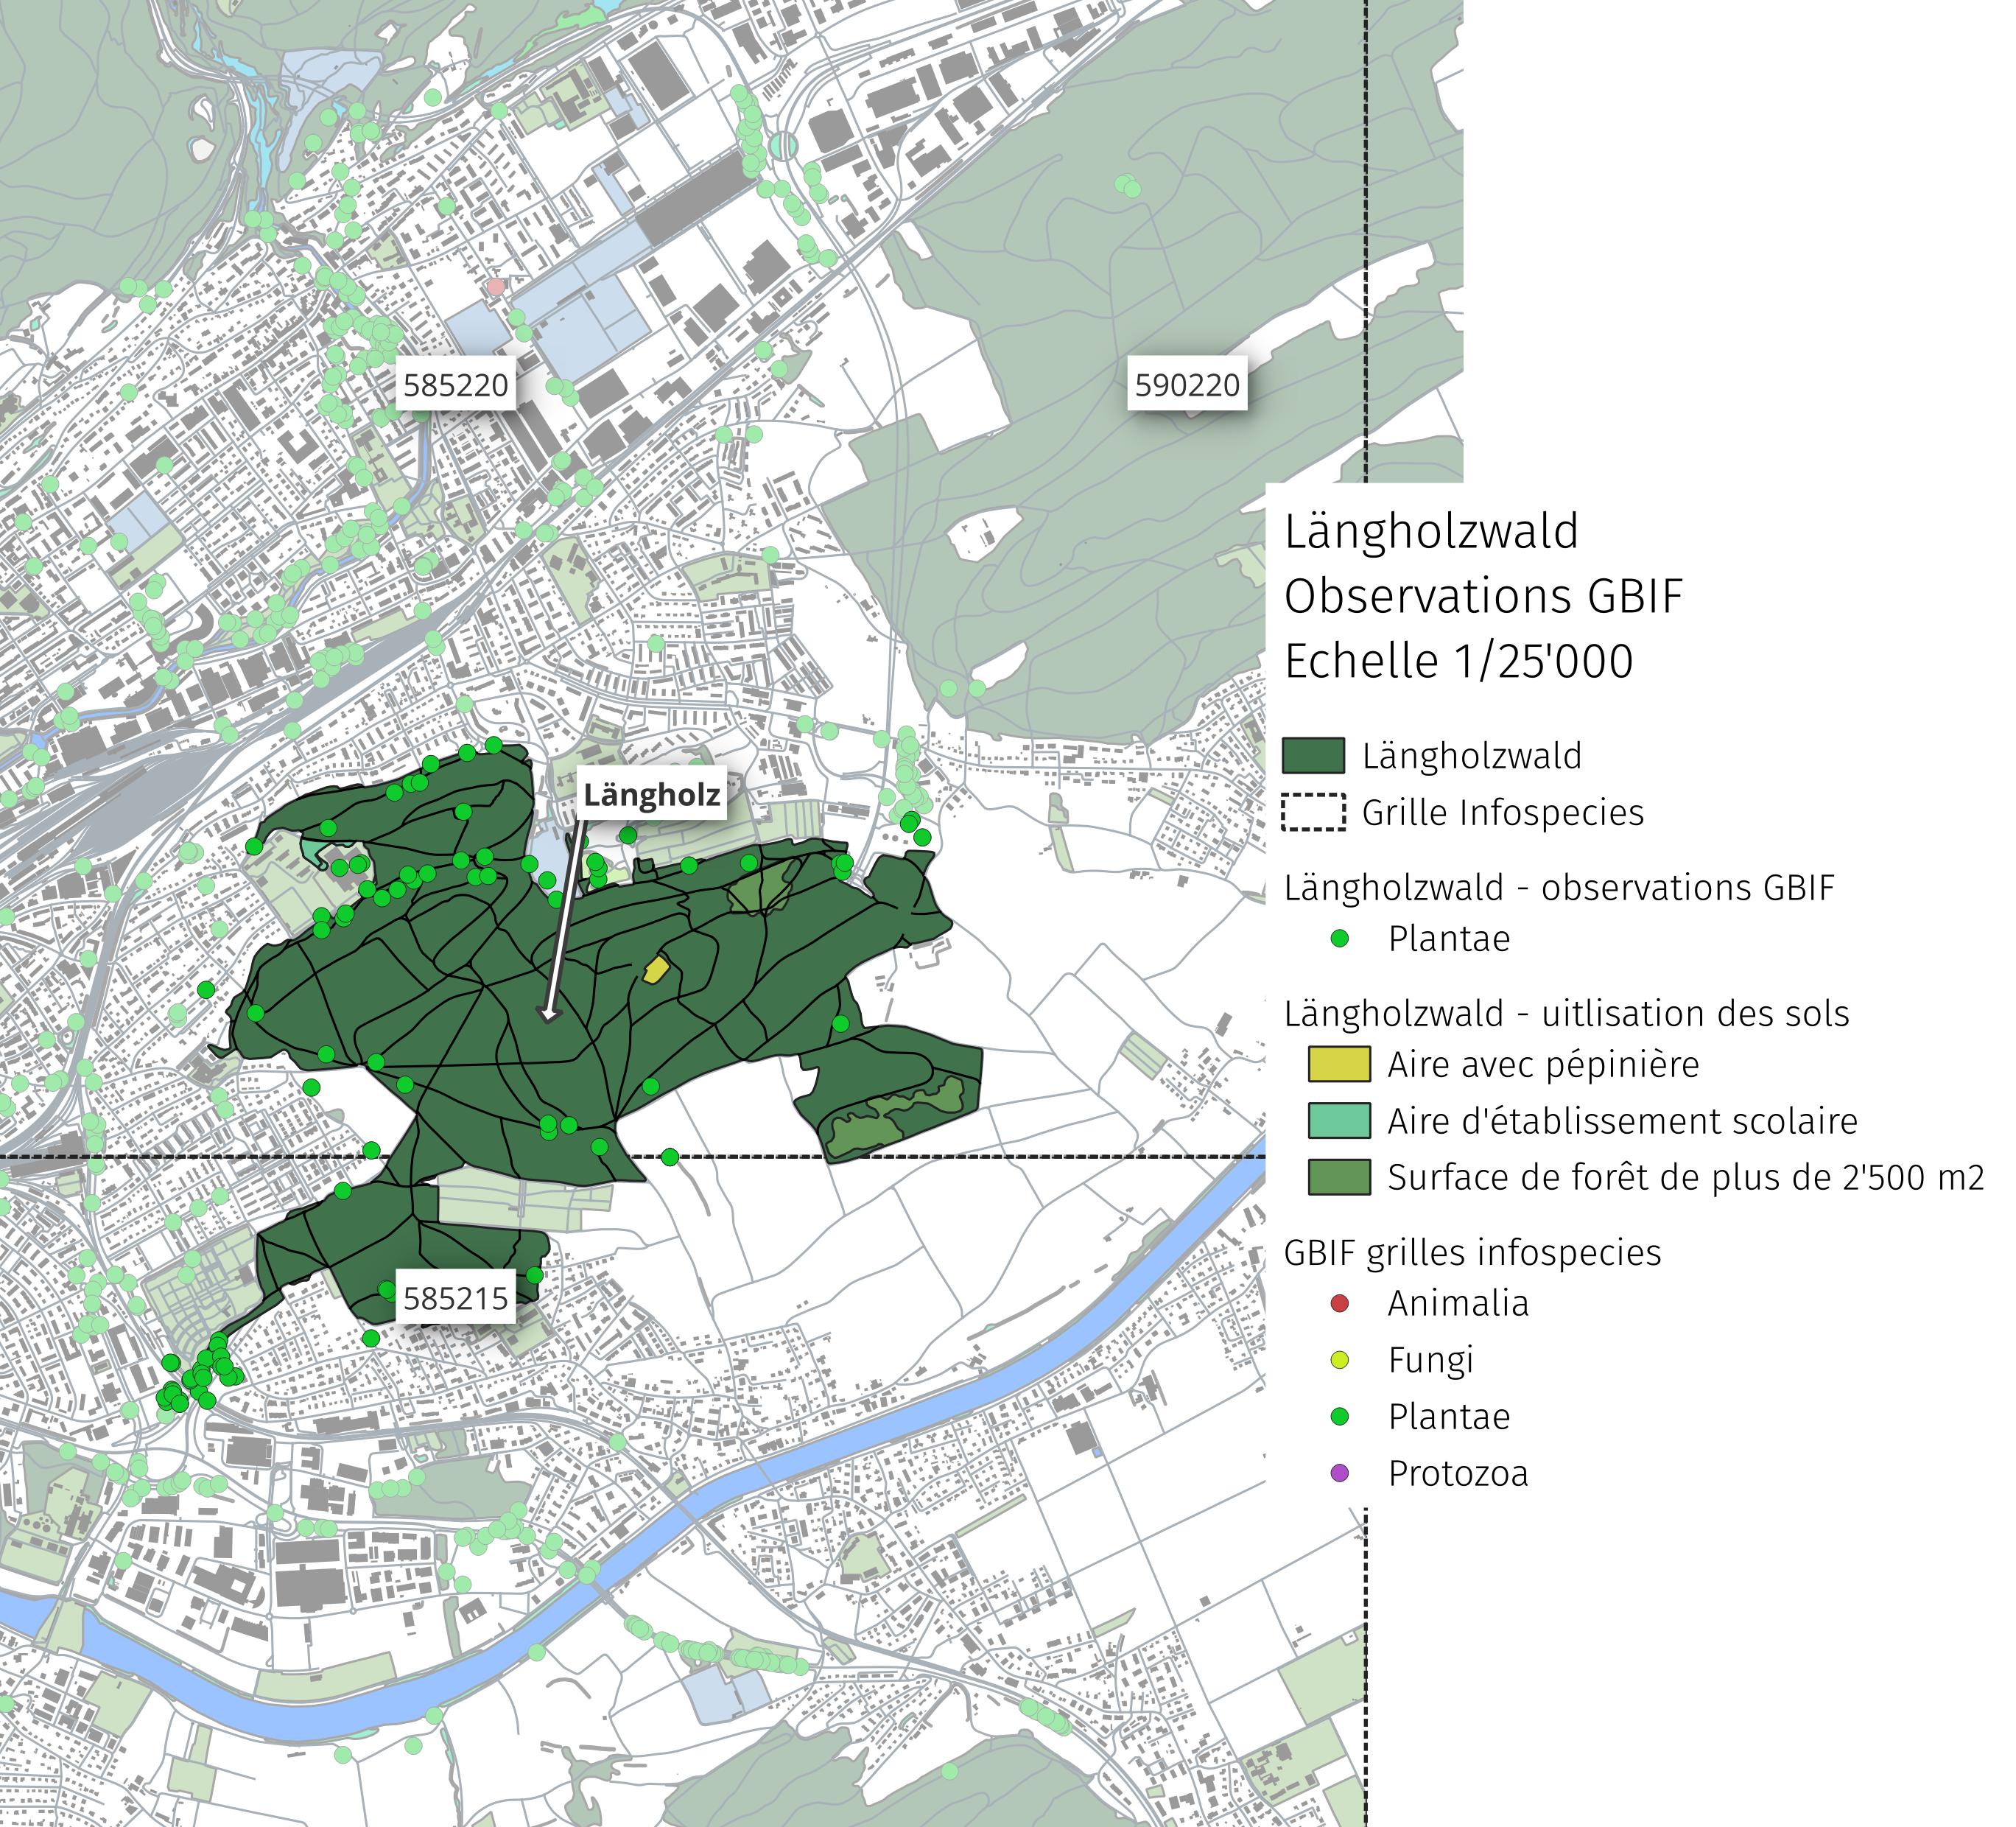 585220
590220
Längholzwald
Observations GBIF
Echelle 1/25'000
Längholzwald
Grille Infospecies
Längholzwald - observations GBIF
Plantae
Längholzwald - uitlisation des sols
Aire avec pépinière
Aire d'établissement scolaire
Surface de forêt de plus de 2'500 m2
GBIF grilles infospecies
Animalia
Fungi
Plantae
Protozoa
Längholz
585215